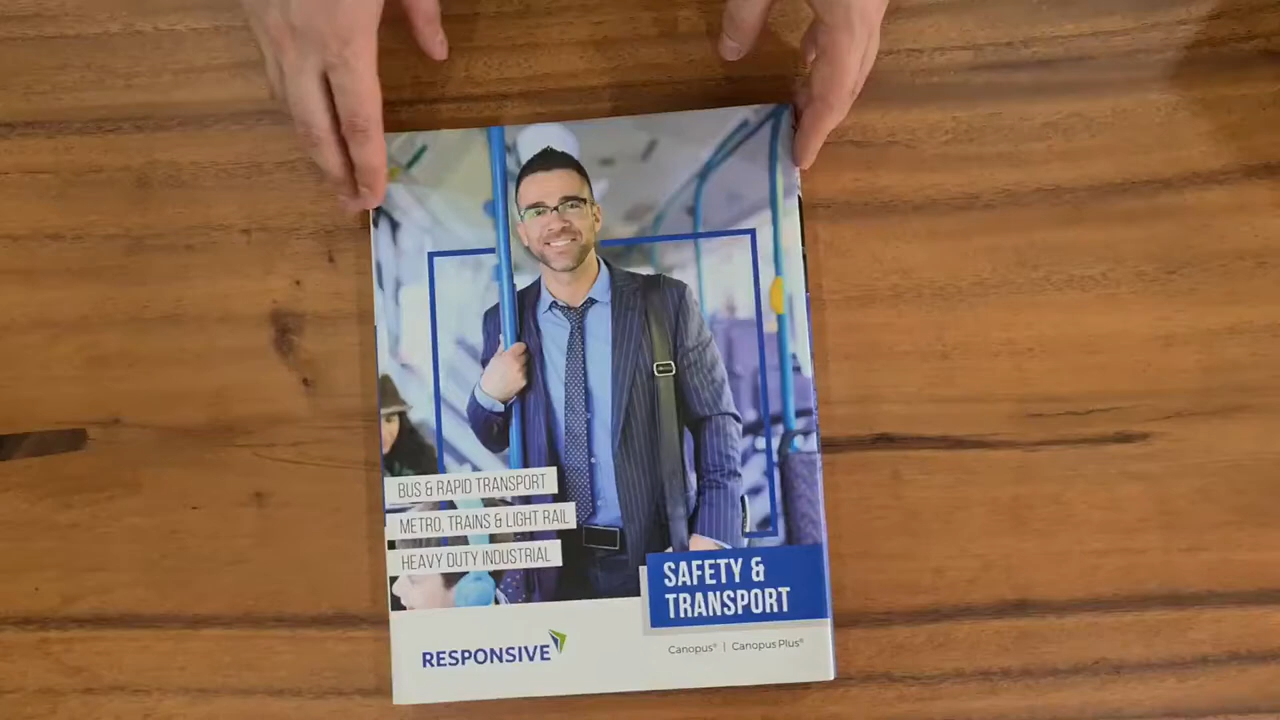 BUS & RAPID TRANSPORT
METRO, TRAINS & LIGHT RAIL
HEAVY DUTY INDUSTRIAL
SAFETY &
TRANSPORT
RESPONSIVE
Canopus® | Canopus Plus®